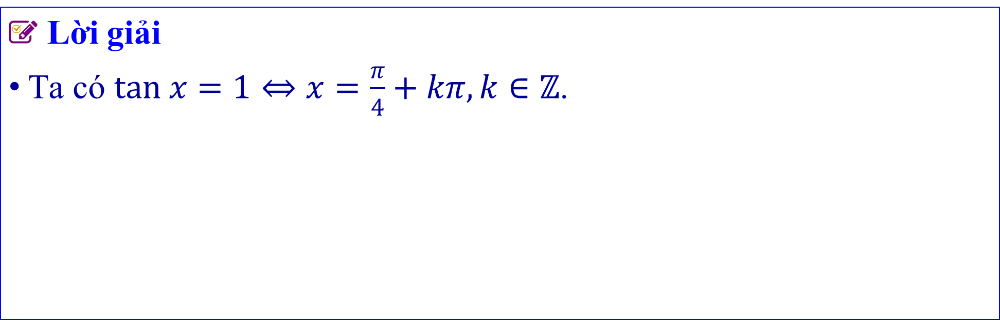 Lời giải
• Ta có tan 𝑥 = 1 ⇔ 𝑥 = π/4 + 𝑘π, 𝑘 ∈ ℤ.